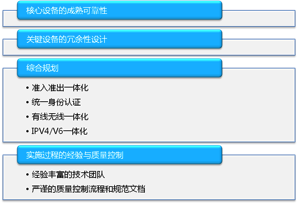 核心设备的成熟可靠性
关键设备的冗余性设计
综合规划
• 准入准出一体化
• 统一身份认证
• 有线无线一体化
• IPV4/V6一体化
实施过程的经验与质量控制
• 经验丰富的技术团队
• 严谨的质量控制流程和规范文档